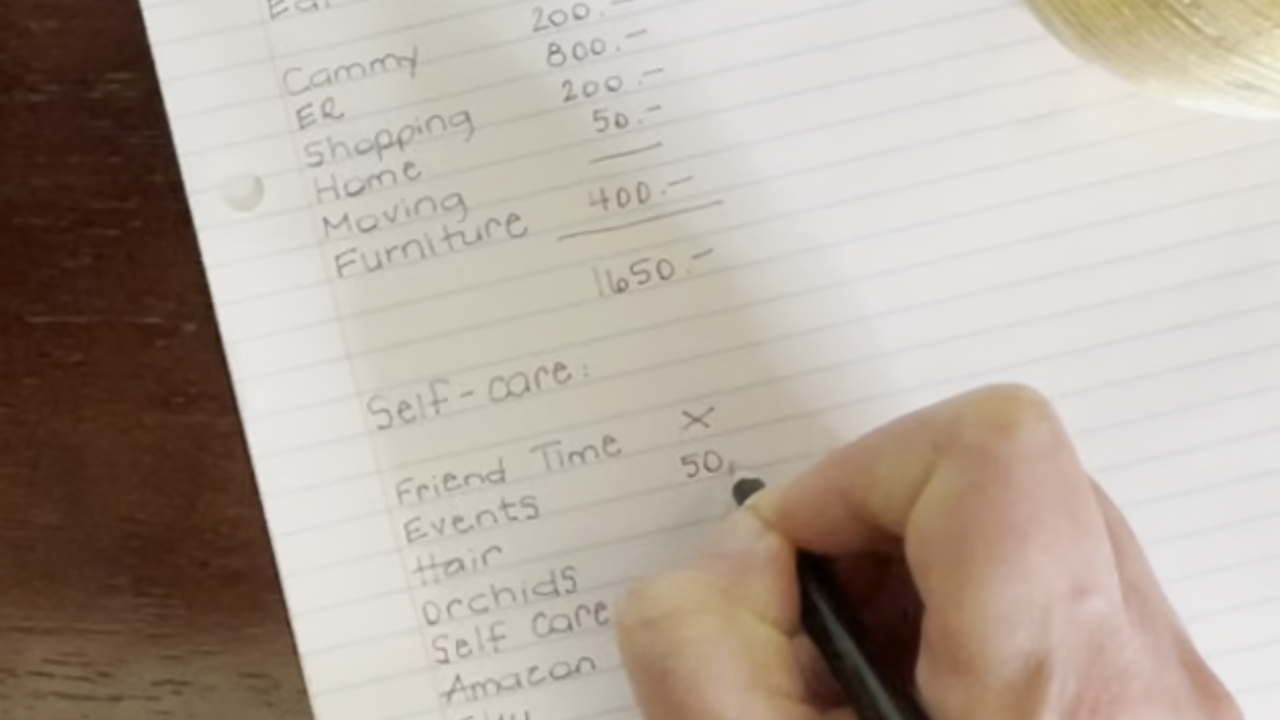 Cammy 200.-
ER 800.-
Shopping 200.-
Home 50.-
Moving —
Furniture 400.-
1650.-
Self-care:
Friend Time X
Events 50.
Hair
Orchids
Self care
Amazon